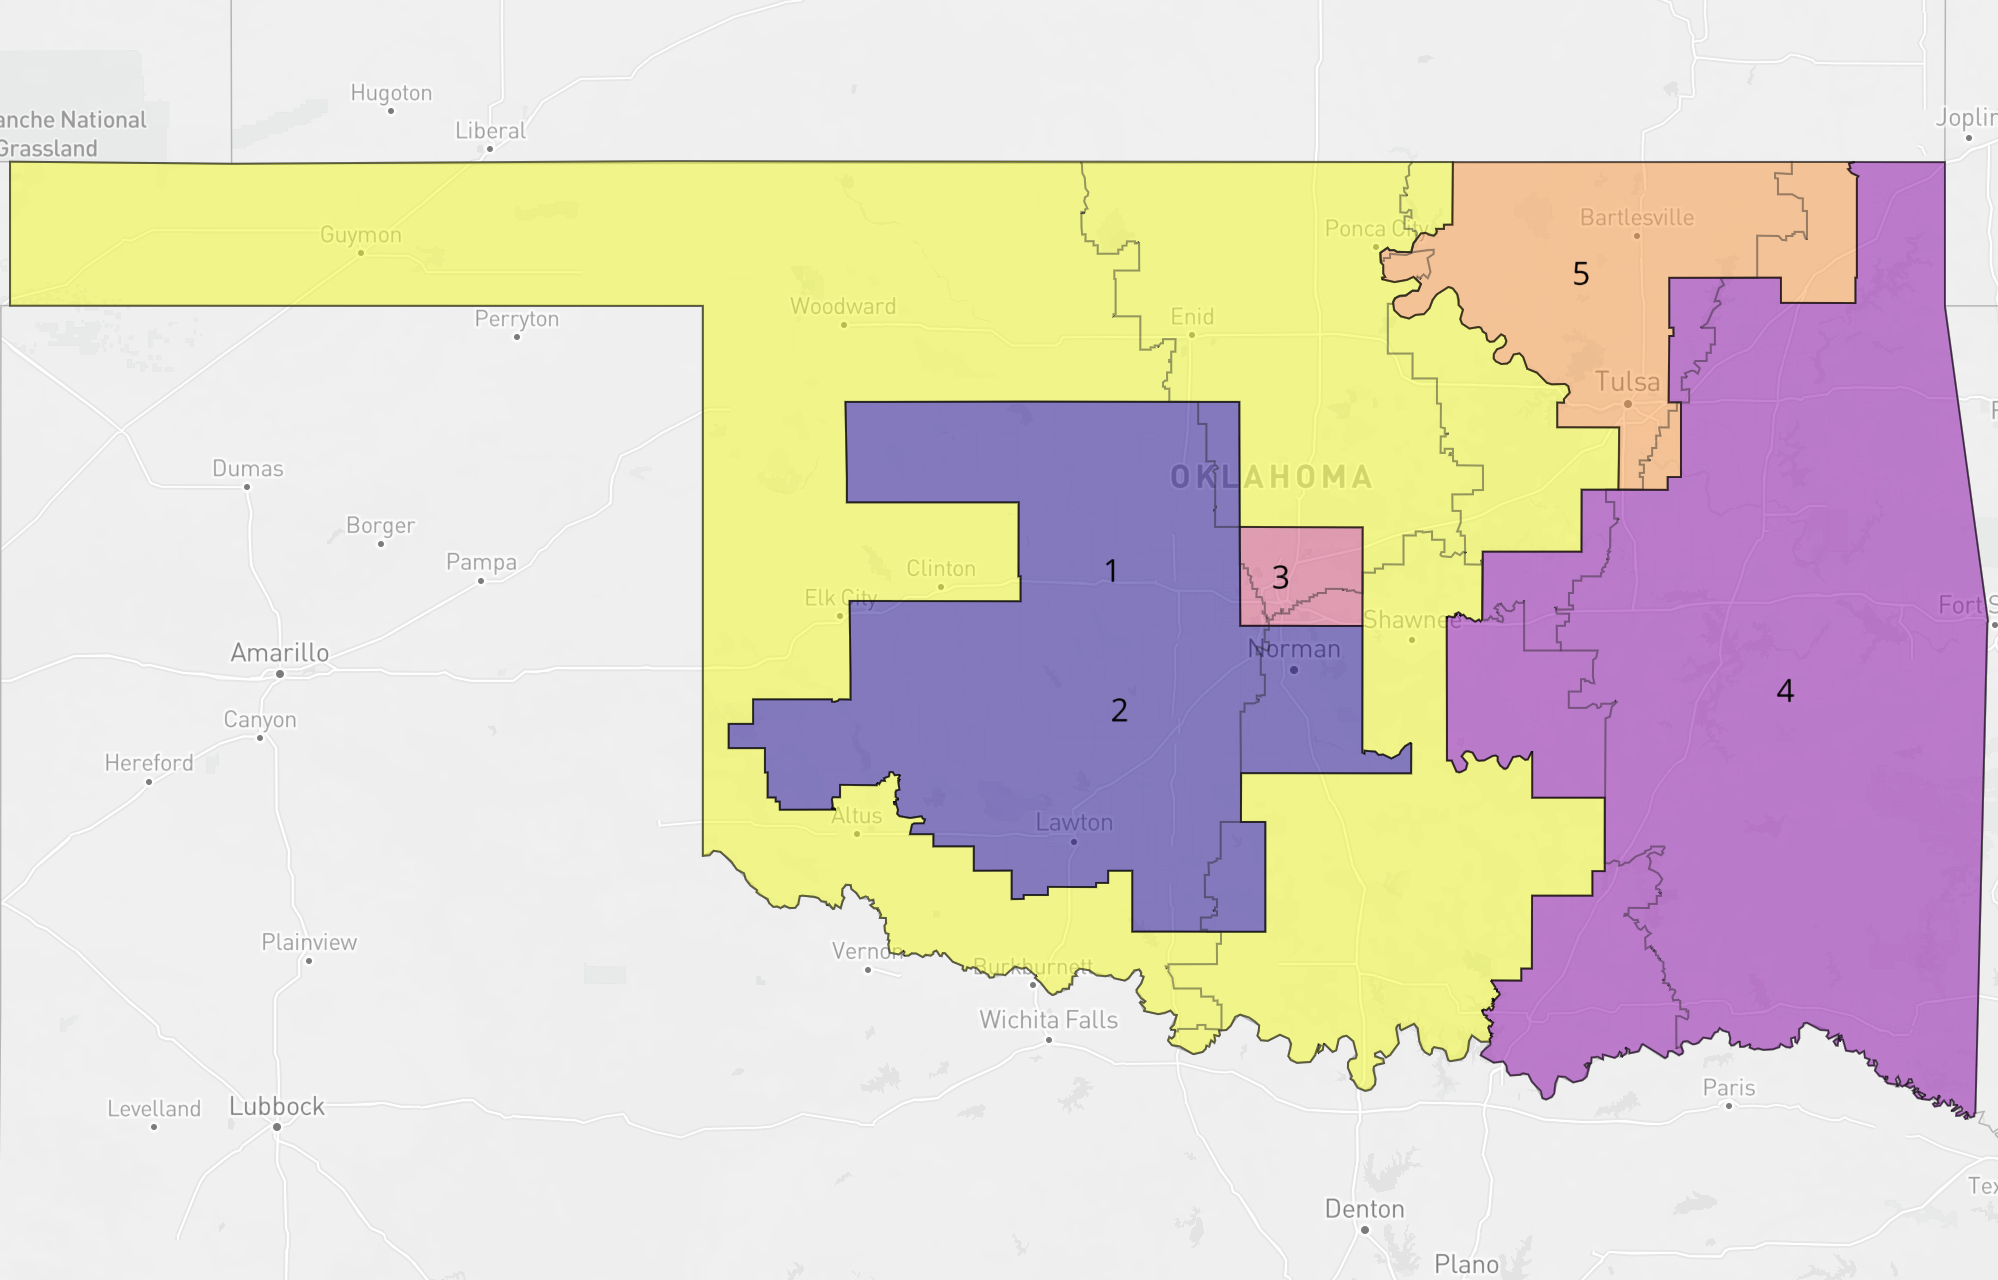 Hugoton
Liberal
anche National
Grassland
Joplin
Guymon
Ponca City
Bartlesville
5
Woodward
Enid
Perryton
Tulsa
Dumas
OKLAHOMA
Borger
Pampa
Clinton
1
3
Elk City
Fort S
Shawnee
Amarillo
Norman
2
4
Canyon
Hereford
Altus
Lawton
Plainview
Vernon
Burkburnett
Wichita Falls
Paris
Levelland
Lubbock
Tex
Denton
Plano